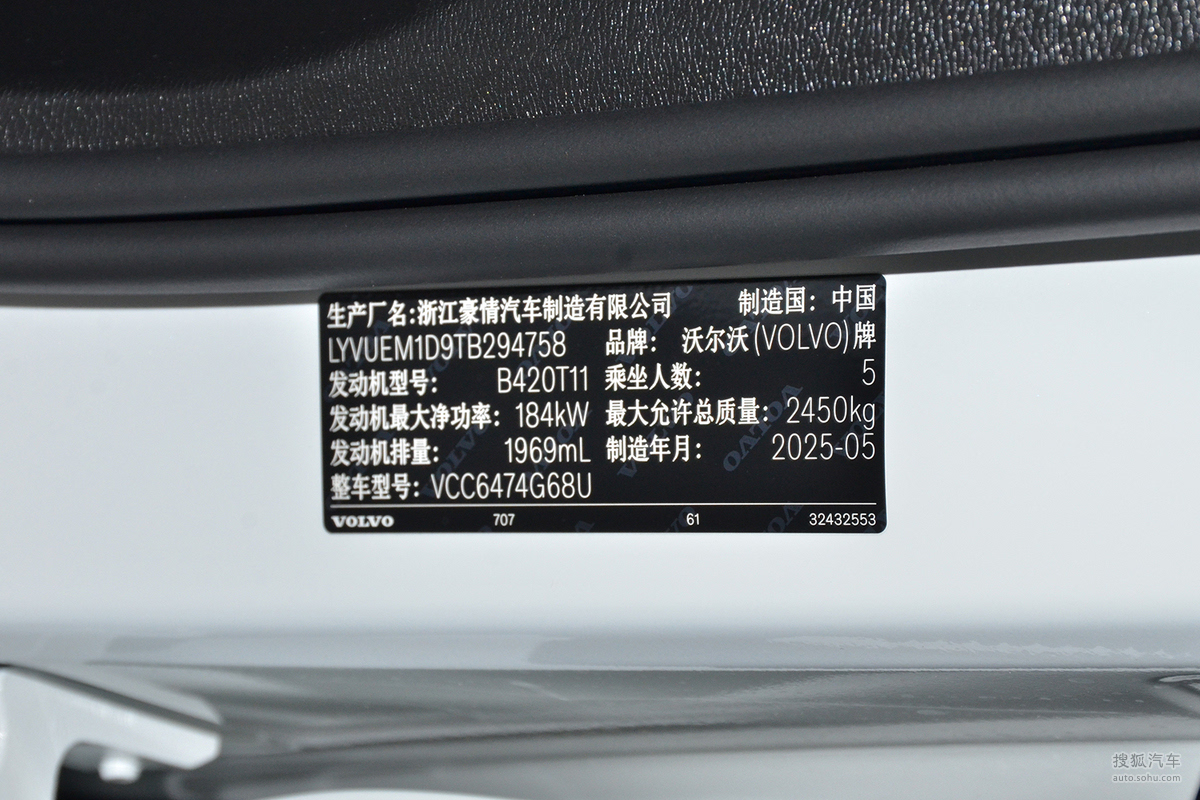 生产厂名:浙江豪情汽车制造有限公司 制造国：中国
LYVUEM1D9TB294758 品牌：沃尔沃(VOLVO)牌
发动机型号：B420T11 乘坐人数：5
发动机最大净功率：184kW 最大允许总质量：2450kg
发动机排量：1969mL 制造年月：2025-05
整车型号：VCC6474G68U
VOLVO 707 61 32432553
搜狐汽车
auto.sohu.com